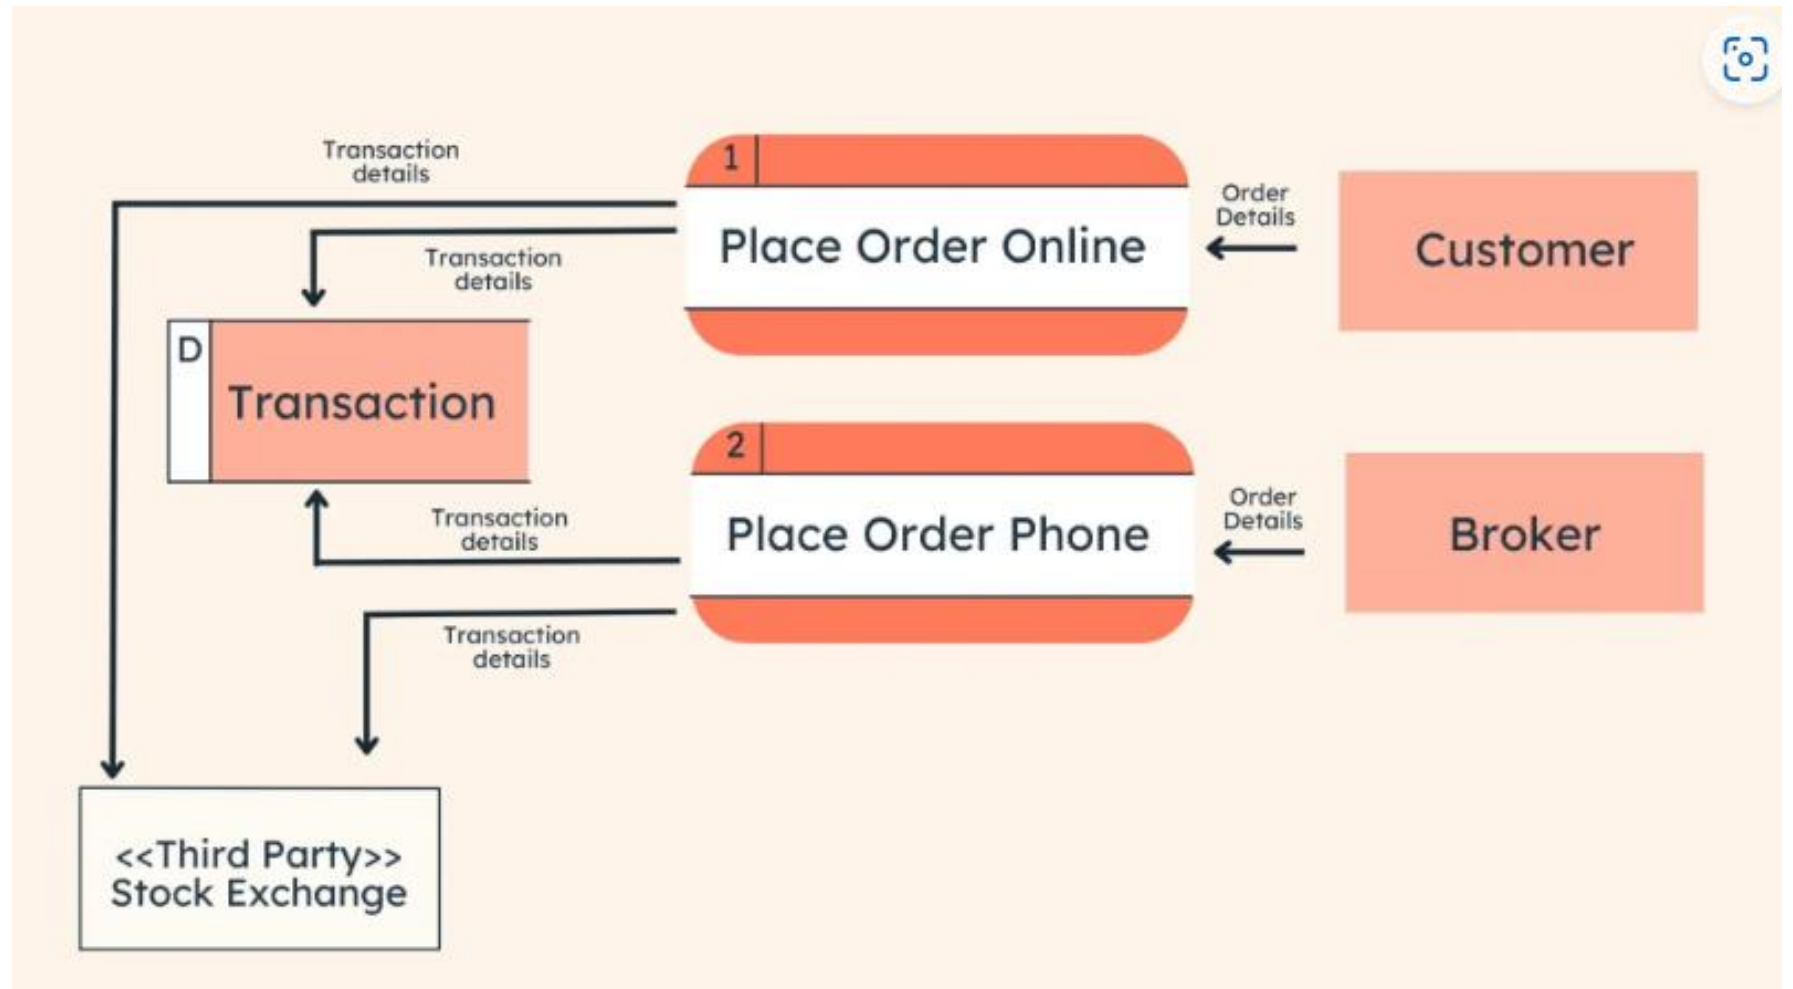 Transaction
details
1
Place Order Online
Order
Details
Customer
Transaction
details
D
Transaction
2
Place Order Phone
Order
Details
Broker
Transaction
details
Transaction
details
<<Third Party>>
Stock Exchange